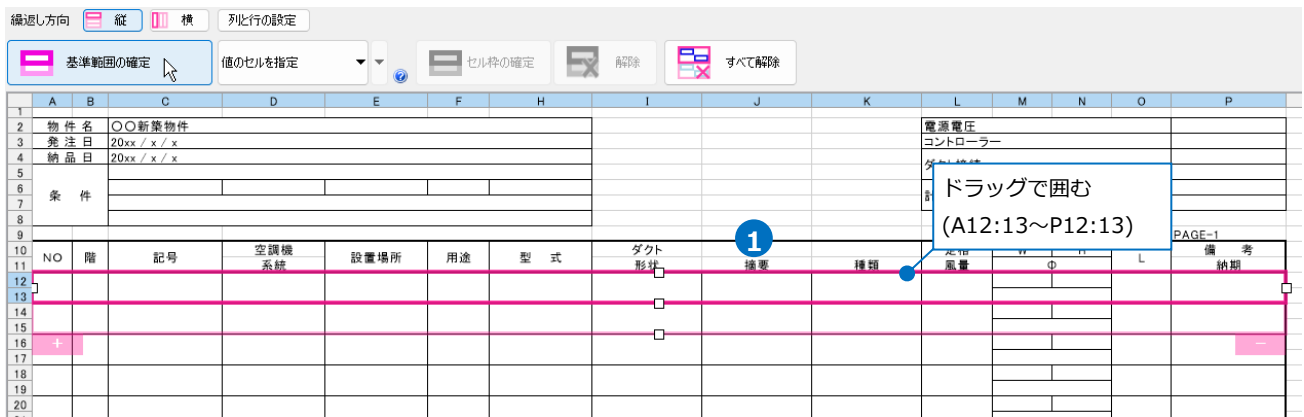 繰返し方向 縦 横 列と行の設定
基準範囲の確定 値のセルを指定 セル枠の確定 解除 すべて解除
A B C D E F H I J K L M N O P
1
2 物 件 名 〇〇新築物件 電源電圧
3 発 注 日 20xx / x / x コントローラー
4 納 品 日 20xx / x / x
5
6 条 件
7
8
9 PAGE-1
10 NO 階 記号 空調機 設置場所 用途 型 式 ダクト L 備 考
11 系統 形状 摘要 種類 風量 Φ 納期
12
13
14
15
16
17
18
19
20
ドラッグで囲む
(A12:13～P12:13)
1